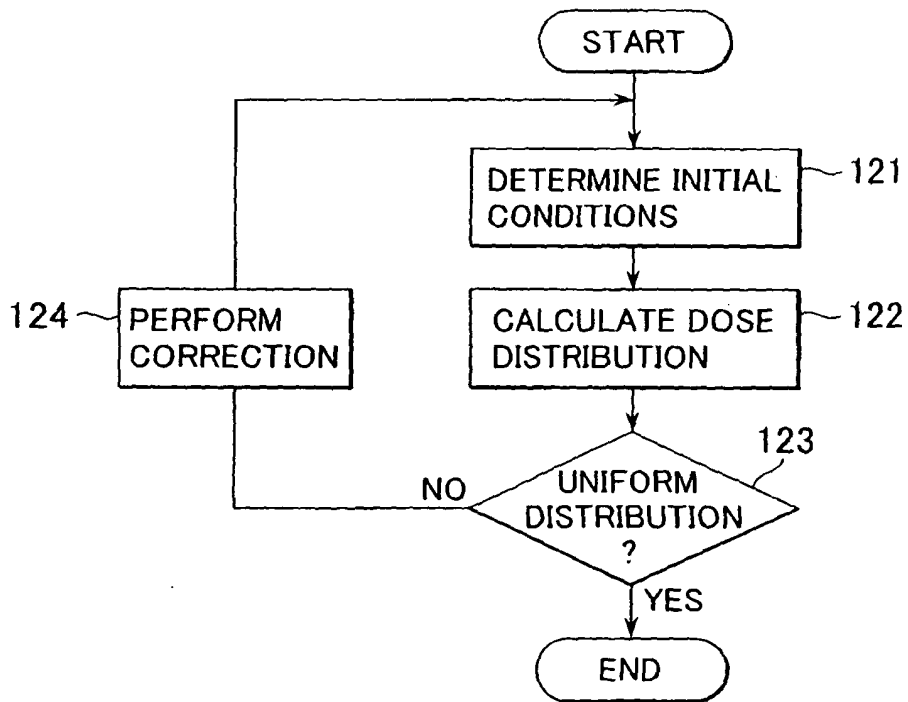 START
DETERMINE INITIAL
CONDITIONS
121
CALCULATE DOSE
DISTRIBUTION
122
124
PERFORM
CORRECTION
123
UNIFORM
DISTRIBUTION
?
NO
YES
END